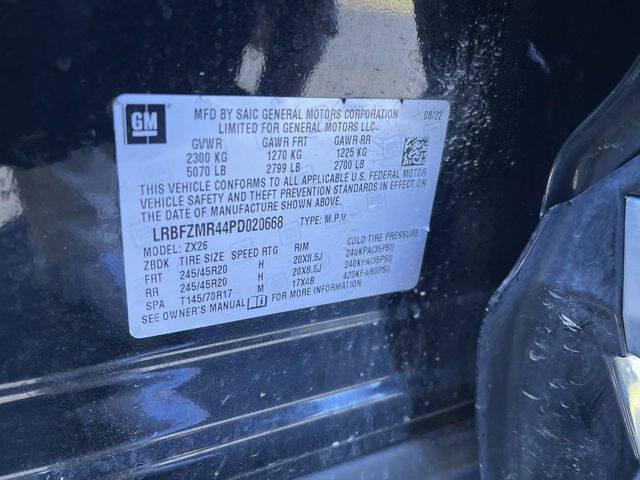 GM
MFD BY SAIC GENERAL MOTORS CORPORATION 08/22
LIMITED FOR GENERAL MOTORS LLC.
GVWR GAWR FRT GAWR RR
2300 KG 1270 KG 1225 KG
5070 LB 2799 LB 2700 LB
THIS VEHICLE CONFORMS TO ALL APPLICABLE U.S. FEDERAL MOTOR
VEHICLE SAFETY AND THEFT PREVENTION STANDARDS IN EFFECT ON
THE DATE OF MANUFACTURE SHOWN ABOVE.
LRBFZMR44PD020668 TYPE: M.P.V
MODEL: ZX26
ZBDK TIRE SIZE SPEED RTG RIM COLD TIRE PRESSURE
FRT 245/45R20 H 20X8.5J 240KPA(35PSI)
RR 245/45R20 H 20X8.5J 240KPA(35PSI)
SPA T145/70R17 M 17X4B 420KPA(60PSI)
SEE OWNER'S MANUAL FOR MORE INFORMATION.